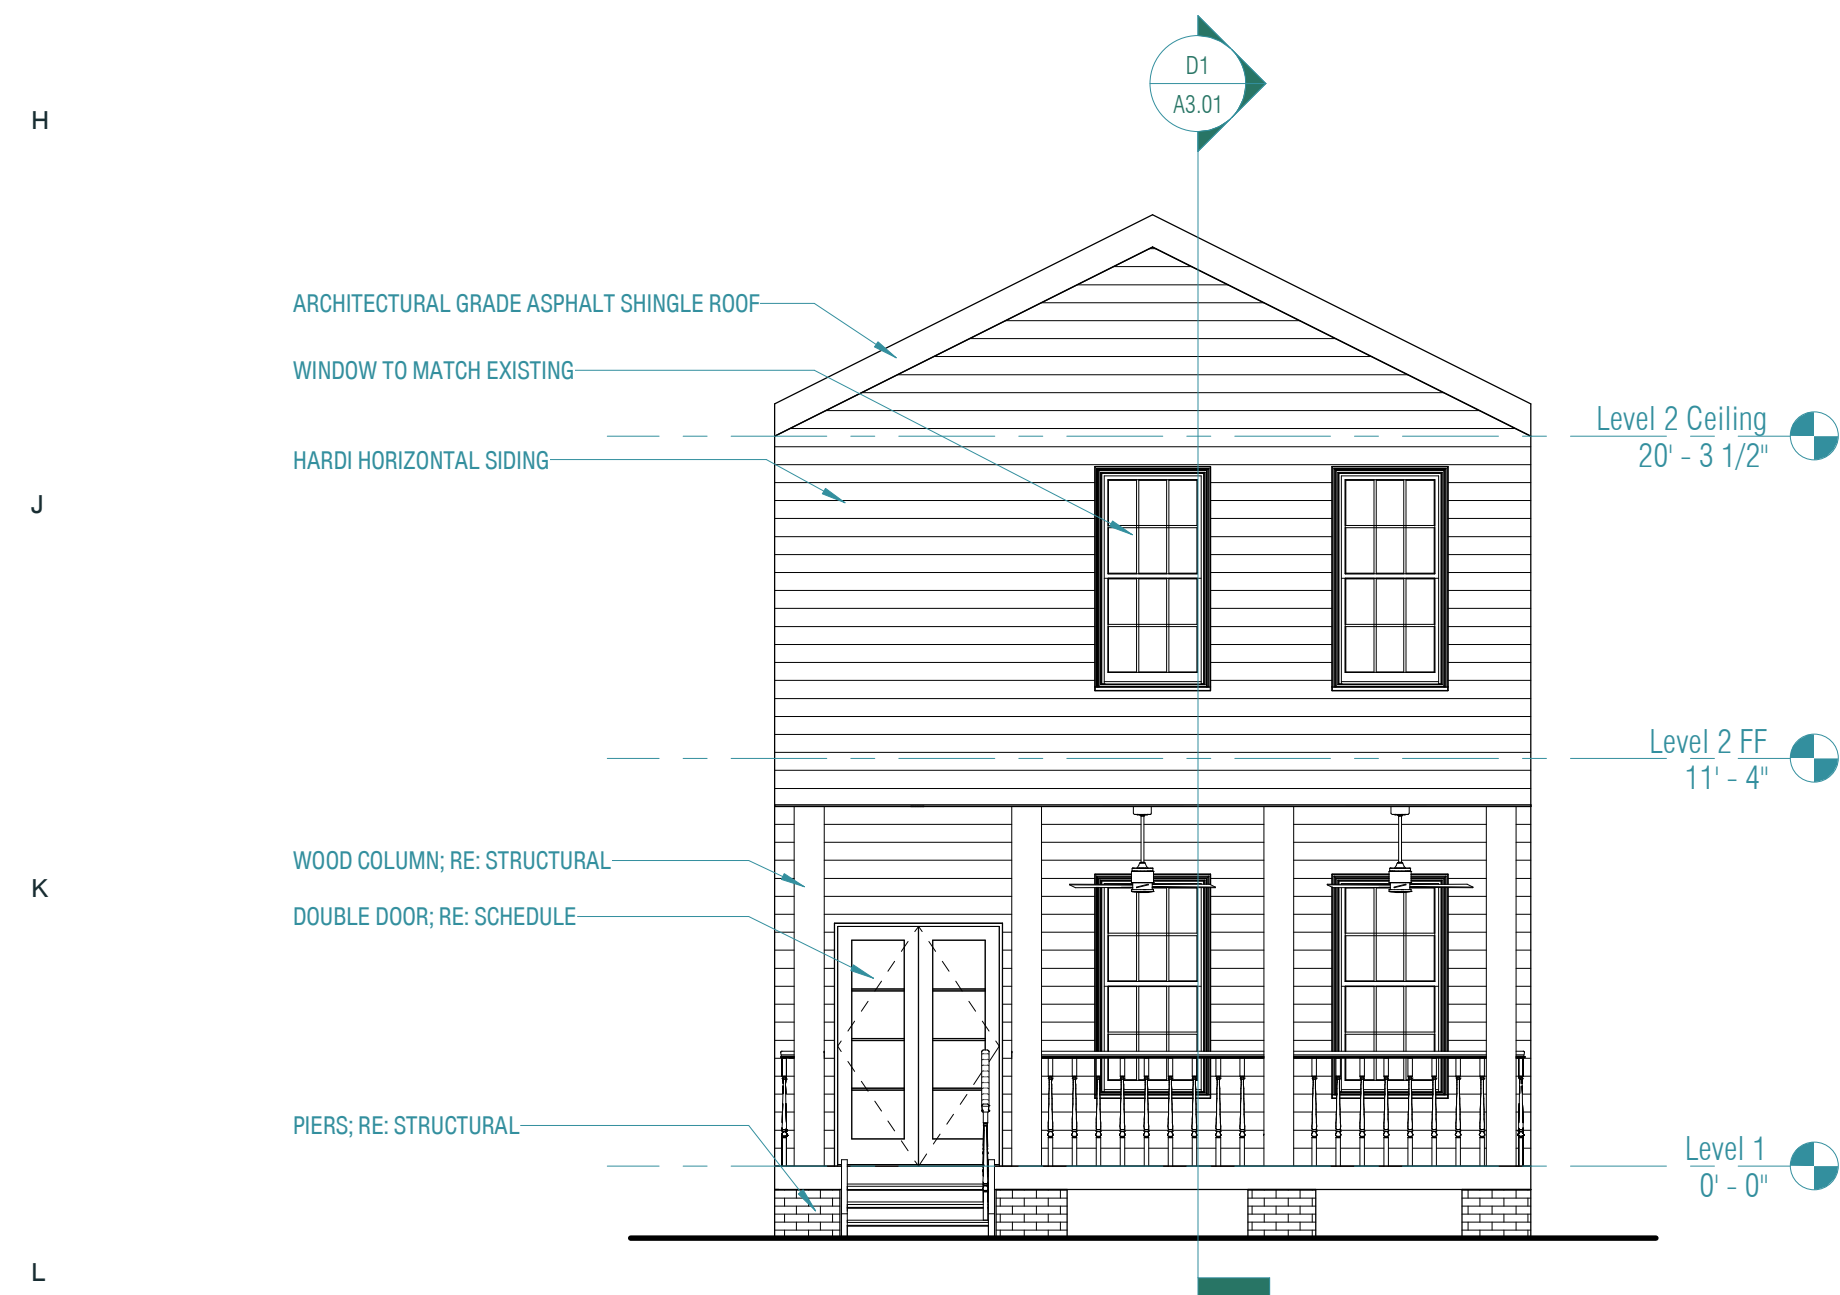 D1
A3.01
H
ARCHITECTURAL GRADE ASPHALT SHINGLE ROOF
WINDOW TO MATCH EXISTING
Level 2 Ceiling
20' - 3 1/2"
HARDI HORIZONTAL SIDING
J
Level 2 FF
11' - 4"
WOOD COLUMN; RE: STRUCTURAL
K
DOUBLE DOOR; RE: SCHEDULE
PIERS; RE: STRUCTURAL
Level 1
0' - 0"
L